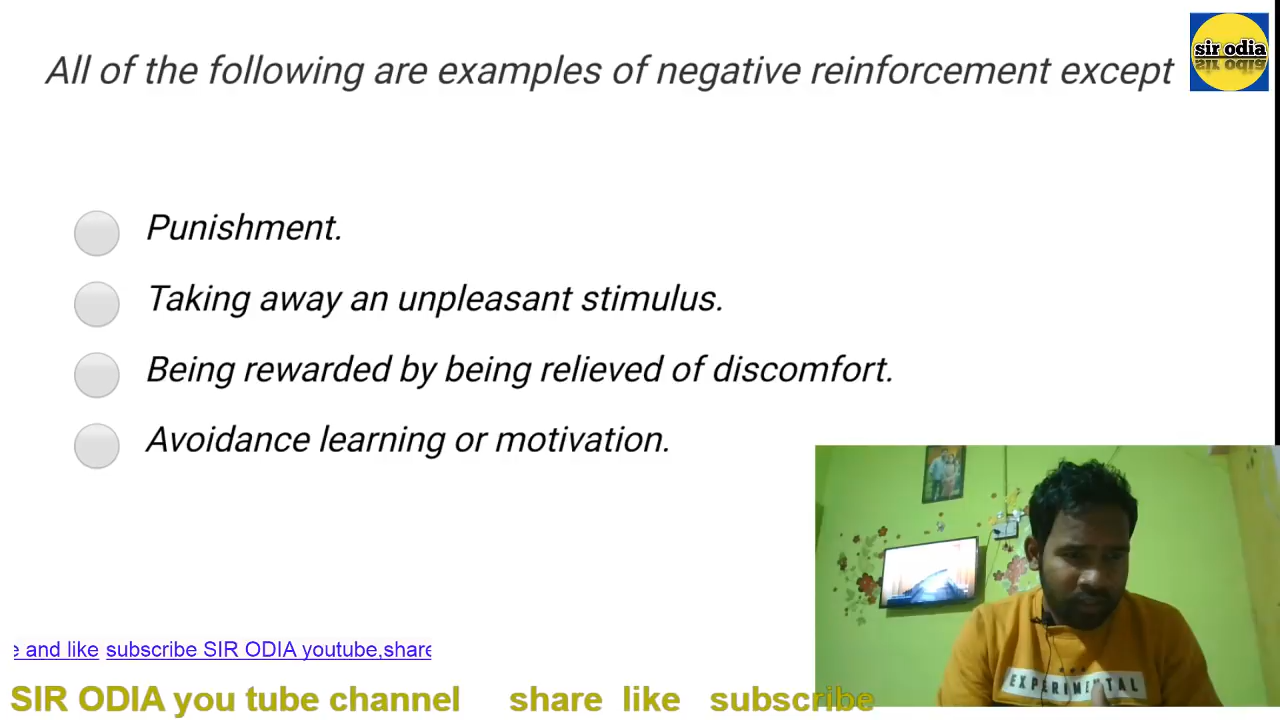 All of the following are examples of negative reinforcement except
sir odia
Punishment.
Taking away an unpleasant stimulus.
Being rewarded by being relieved of discomfort.
Avoidance learning or motivation.
EXPERIMENTAL
and like subscribe SIR ODIA youtube,share
SIR ODIA you tube channel share like subscribe